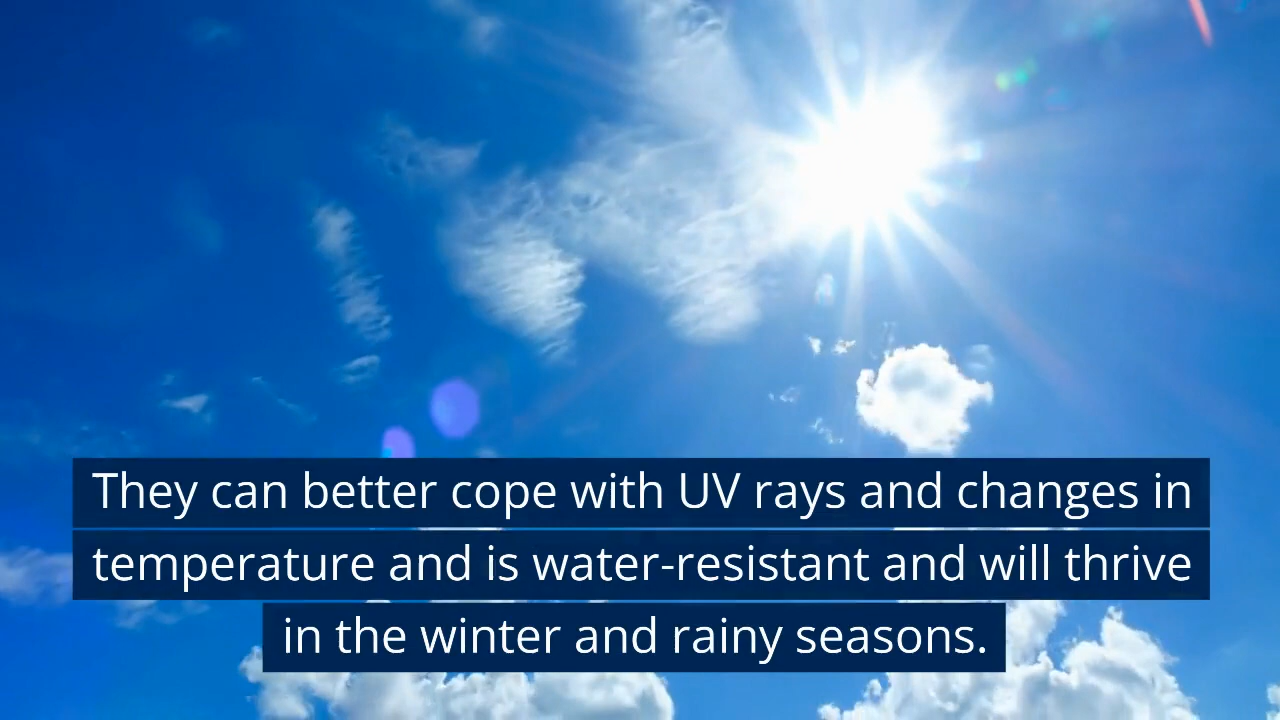 They can better cope with UV rays and changes in
temperature and is water-resistant and will thrive
in the winter and rainy seasons.